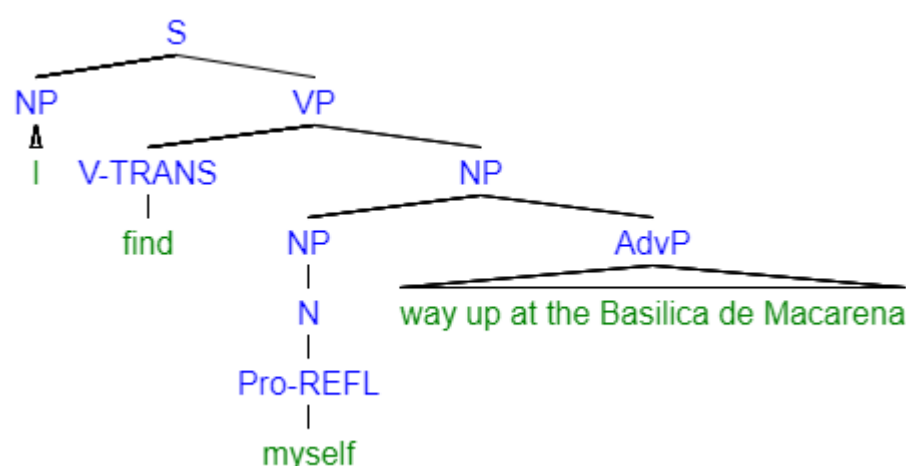 S
NP VP
I V-TRANS NP
find NP AdvP
N way up at the Basilica de Macarena
Pro-REFL
myself